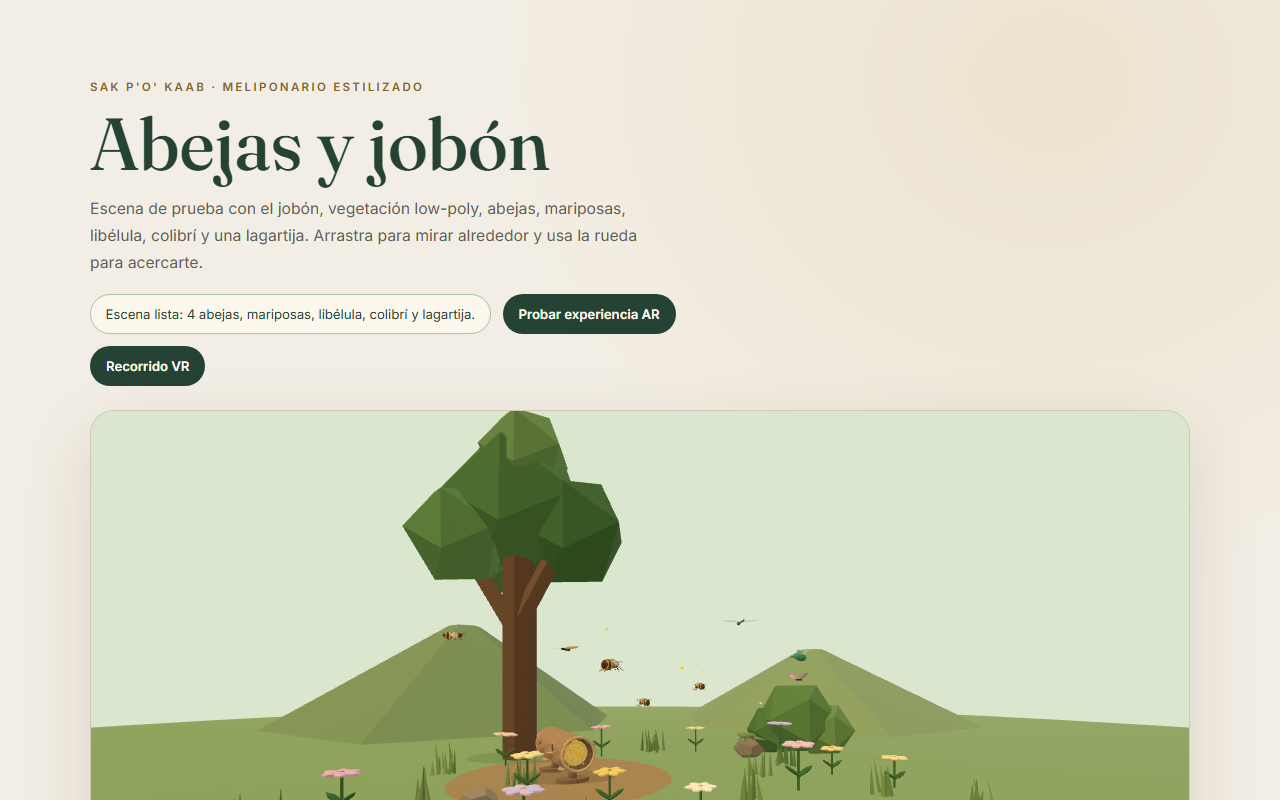 SAK P'O' KAAB · MELIPONARIO ESTILIZADO
Abejas y jobón
Escena de prueba con el jobón, vegetación low-poly, abejas, mariposas,
libélula, colibrí y una lagartija. Arrastra para mirar alrededor y usa la rueda
para acercarte.
Escena lista: 4 abejas, mariposas, libélula, colibrí y lagartija.
Probar experiencia AR
Recorrido VR